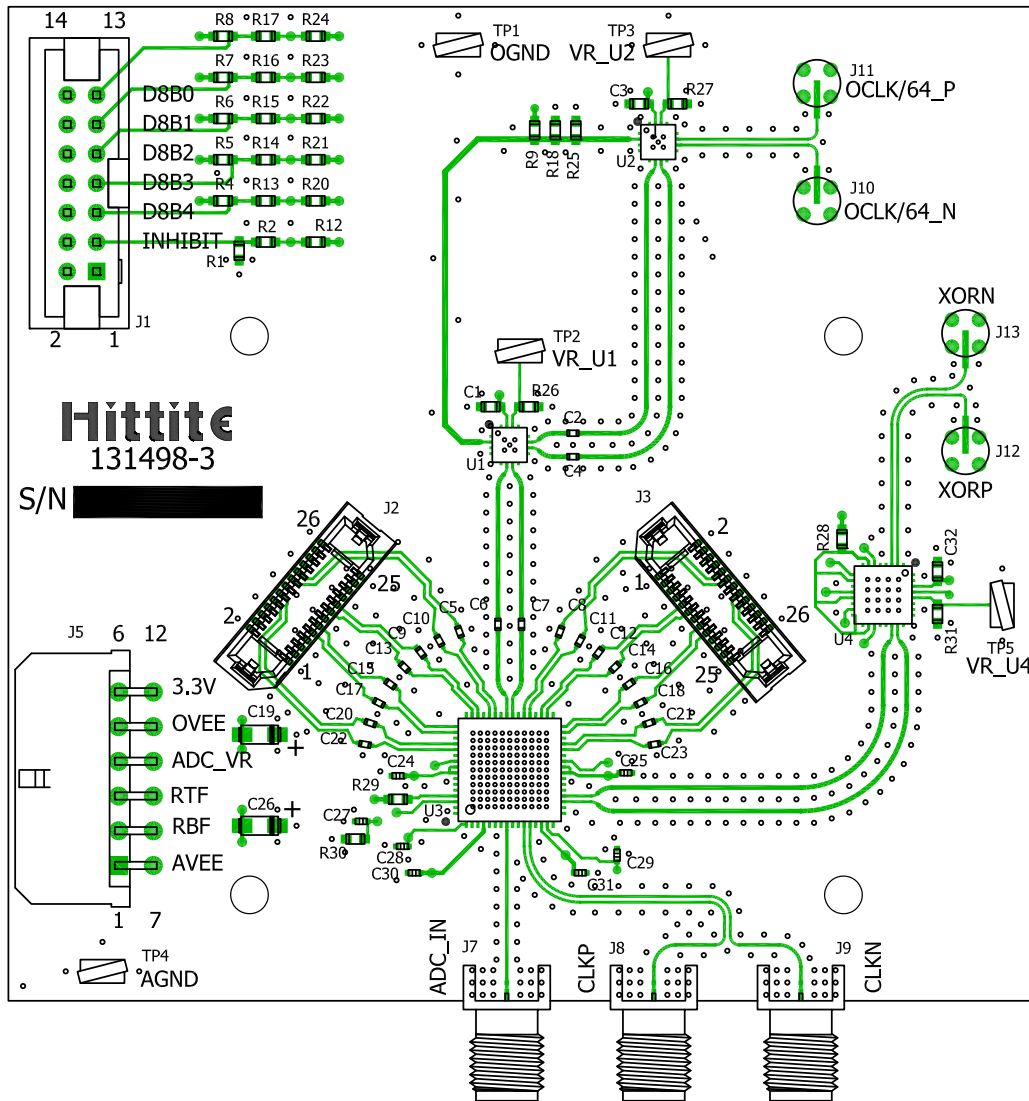 14 13
R8 R17 R24
R7 R16 R23
D8B0
R6 R15 R22
D8B1
R5 R14 R21
D8B2
R4 R13 R20
D8B3
D8B4
R2 R12
INHIBIT
R1
J1
2 1
TP1
OGND
TP3
VR_U2
C3 R27
R9 R18 R25
U2
J11
OCLK/64_P
J10
OCLK/64_N
TP2
VR_U1
C1 R26
C2
U1
C4
XORN
J13
J12
XORP
Hittite
131498-3
S/N
J2
26
25
2
1
J3
2
1
26
25
R28
C32
U4
R31
TP5
VR_U4
C5
C6
C7
C8
C10
C11
C9
C12
C13
C14
C15
C16
C17
C18
C20
C21
C22
C23
J5
6 12
3.3V
OVEE
ADC_VR
RTF
RBF
AVEE
1 7
C19
+
C26
+
C24
C25
R29
U3
C27
R30
C28
C30
C29
C31
TP4
AGND
ADC_IN
J7
CLKP
J8
J9
CLKN